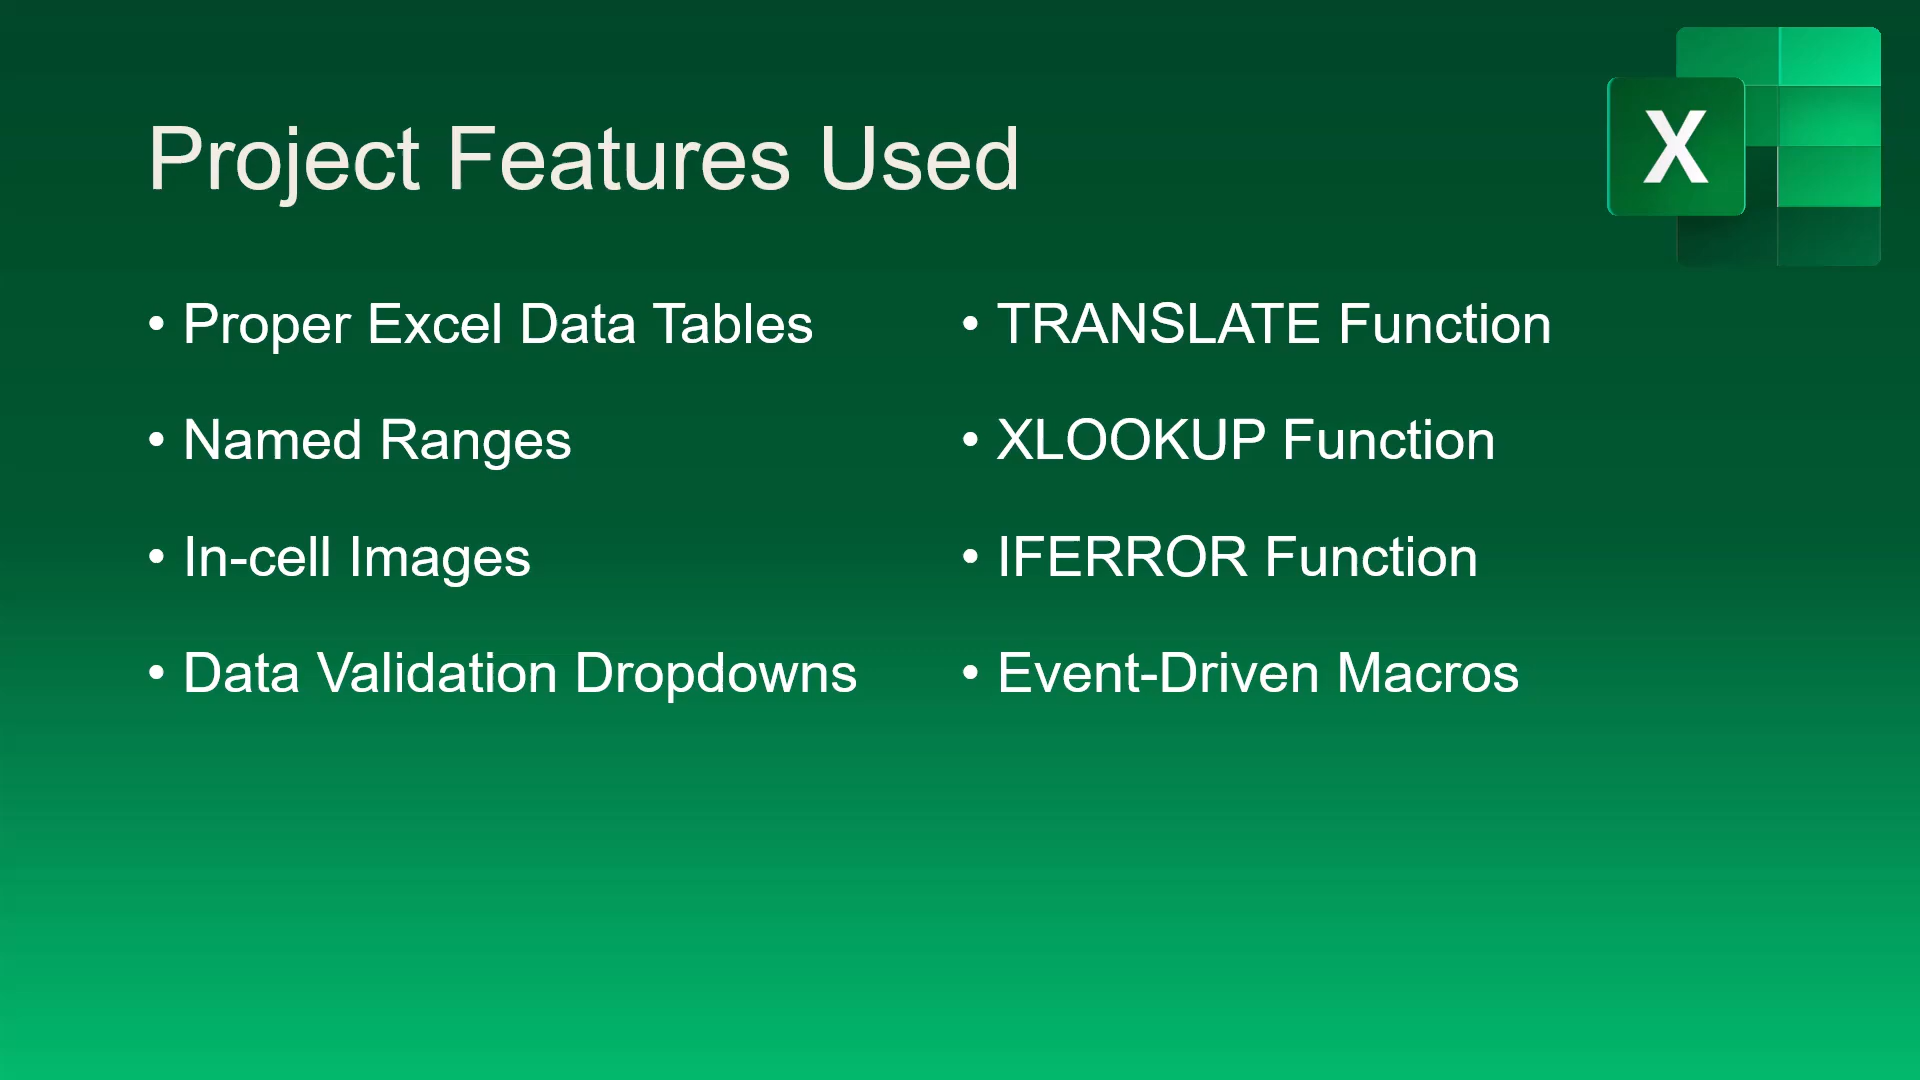 Project Features Used
X
• Proper Excel Data Tables
• Named Ranges
• In-cell Images
• Data Validation Dropdowns
• TRANSLATE Function
• XLOOKUP Function
• IFERROR Function
• Event-Driven Macros